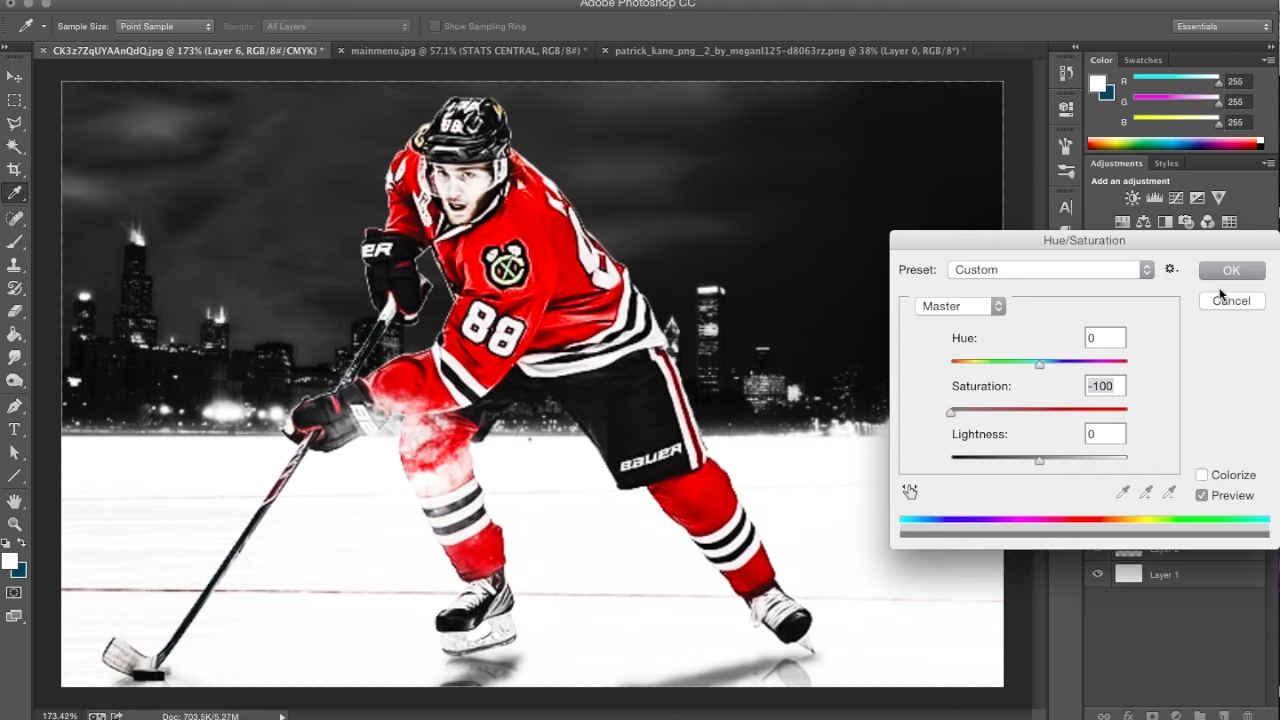 Adobe Photoshop CC
Sample Size: Point Sample Sample: All Layers Show Sampling Ring Essentials
× CK3z7ZqUYAAnQdQ.jpg @ 173% (Layer 6, RGB/8#/CMYK) * × mainmenu.jpg @ 57.1% (STATS CENTRAL, RGB/8#) * × patrick_kane_png__2_by_meganl125-d8063rz.png @ 38% (Layer 0, RGB/8*) *
Color Swatches
R 255
G 255
B 255
Adjustments Styles
Add an adjustment
Hue/Saturation
Preset: Custom OK
Cancel
Master
Hue: 0
Saturation: -100
Lightness: 0
Colorize
Preview
Layer 2
Layer 1
88
ER
88
BAUER
173.42% Doc: 703.5K/5.27M